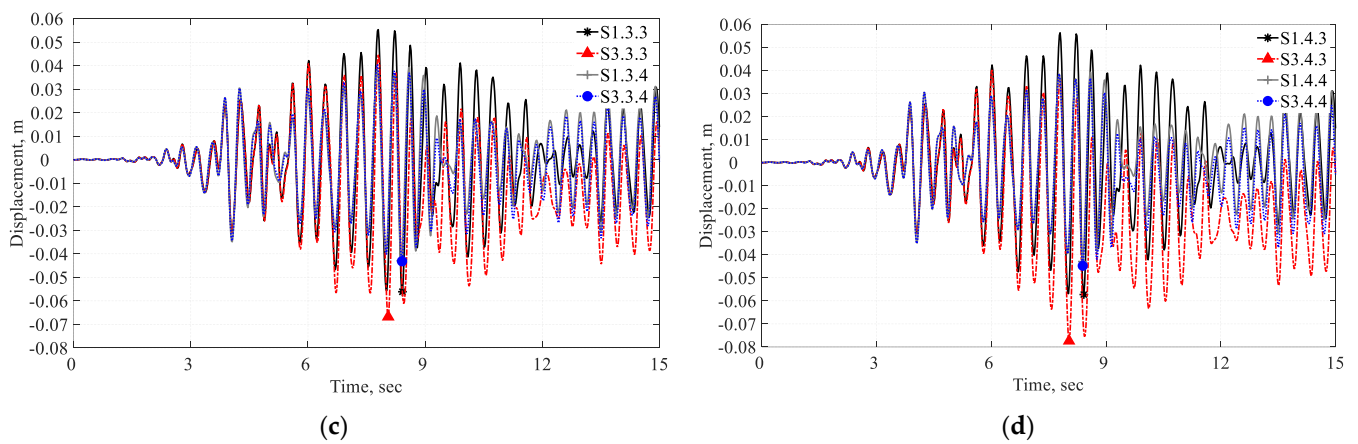 0.06
0.05
0.04
0.03
0.02
0.01
0
-0.01
-0.02
-0.03
-0.04
-0.05
-0.06
-0.07
-0.08
Displacement, m
0 3 6 9 12 15
Time, sec
S1.3.3
S3.3.3
S1.3.4
S3.3.4
(c)
0.06
0.05
0.04
0.03
0.02
0.01
0
-0.01
-0.02
-0.03
-0.04
-0.05
-0.06
-0.07
-0.08
Displacement, m
0 3 6 9 12 15
Time, sec
S1.4.3
S3.4.3
S1.4.4
S3.4.4
(d)